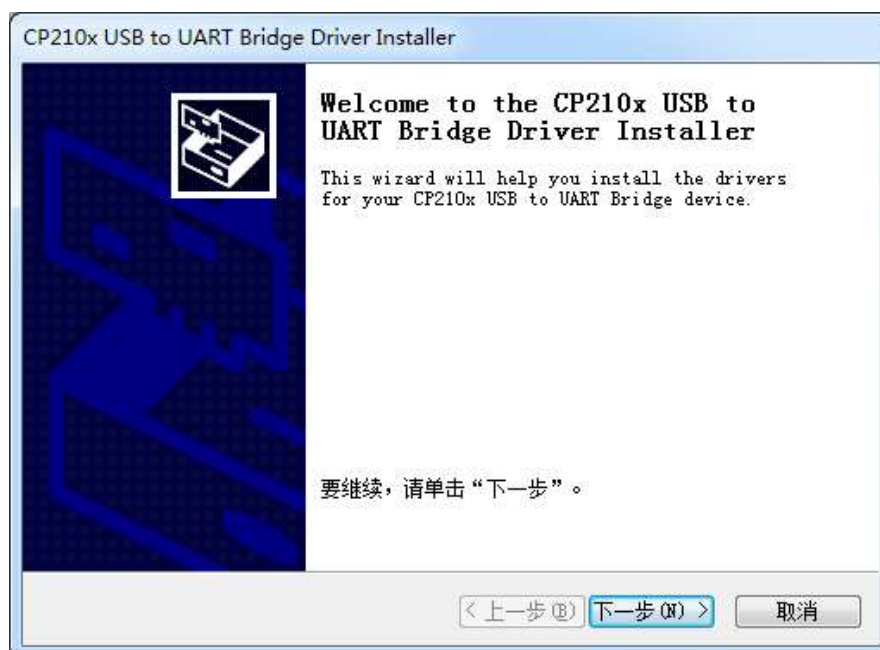 CP210x USB to UART Bridge Driver Installer
Welcome to the CP210x USB to
UART Bridge Driver Installer
This wizard will help you install the drivers
for your CP210x USB to UART Bridge device.
要继续，请单击“下一步”。
< 上一步(B) 下一步(N) > 取消